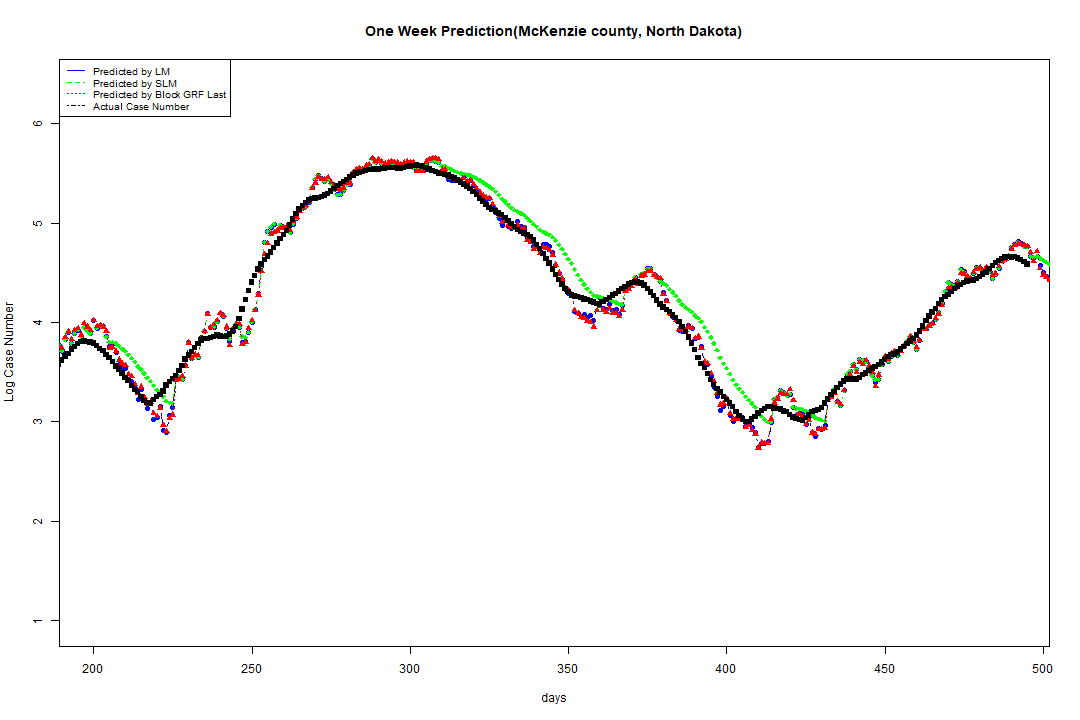 One Week Prediction(McKenzie county, North Dakota)
Predicted by LM
Predicted by SLM
Predicted by Block GRF Last
Actual Case Number
6
5
4
3
2
1
Log Case Number
200 250 300 350 400 450 500
days